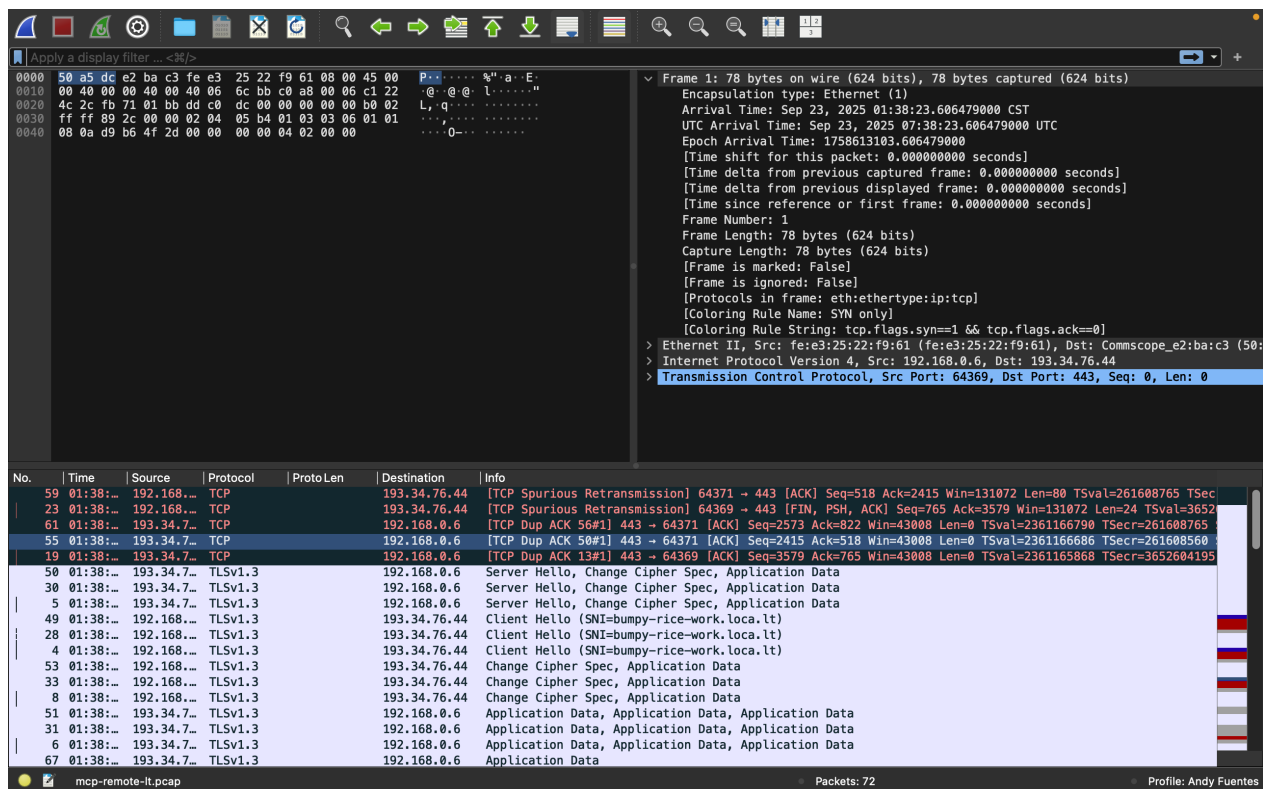 Apply a display filter ... <⌘/>
0000 50 a5 dc e2 ba c3 fe e3 25 22 f9 61 08 00 45 00 P·· ····· %"·a··E·
0010 00 40 00 00 40 00 40 06 6c bb c0 a8 00 06 c1 22 ·@··@·@· l······"
0020 4c 2c fb 71 01 bb dd c0 dc 00 00 00 00 00 b0 02 L,·q···· ········
0030 ff ff 89 2c 00 00 02 04 05 b4 01 03 03 06 01 01 ···,···· ········
0040 08 0a d9 b6 4f 2d 00 00 00 00 04 02 00 00 ····O-·· ······
Frame 1: 78 bytes on wire (624 bits), 78 bytes captured (624 bits)
Encapsulation type: Ethernet (1)
Arrival Time: Sep 23, 2025 01:38:23.606479000 CST
UTC Arrival Time: Sep 23, 2025 07:38:23.606479000 UTC
Epoch Arrival Time: 1758613103.606479000
[Time shift for this packet: 0.000000000 seconds]
[Time delta from previous captured frame: 0.000000000 seconds]
[Time delta from previous displayed frame: 0.000000000 seconds]
[Time since reference or first frame: 0.000000000 seconds]
Frame Number: 1
Frame Length: 78 bytes (624 bits)
Capture Length: 78 bytes (624 bits)
[Frame is marked: False]
[Frame is ignored: False]
[Protocols in frame: eth:ethertype:ip:tcp]
[Coloring Rule Name: SYN only]
[Coloring Rule String: tcp.flags.syn==1 && tcp.flags.ack==0]
Ethernet II, Src: fe:e3:25:22:f9:61 (fe:e3:25:22:f9:61), Dst: Commscope_e2:ba:c3 (50:
Internet Protocol Version 4, Src: 192.168.0.6, Dst: 193.34.76.44
Transmission Control Protocol, Src Port: 64369, Dst Port: 443, Seq: 0, Len: 0
No. Time Source Protocol Proto Len Destination Info
59 01:38:… 192.168.… TCP 193.34.76.44 [TCP Spurious Retransmission] 64371 → 443 [ACK] Seq=518 Ack=2415 Win=131072 Len=80 TSval=261608765 TSec
23 01:38:… 192.168.… TCP 193.34.76.44 [TCP Spurious Retransmission] 64369 → 443 [FIN, PSH, ACK] Seq=765 Ack=3579 Win=131072 Len=24 TSval=3652
61 01:38:… 193.34.7… TCP 192.168.0.6 [TCP Dup ACK 56#1] 443 → 64371 [ACK] Seq=2573 Ack=822 Win=43008 Len=0 TSval=2361166790 TSecr=261608765
55 01:38:… 193.34.7… TCP 192.168.0.6 [TCP Dup ACK 50#1] 443 → 64371 [ACK] Seq=2415 Ack=518 Win=43008 Len=0 TSval=2361166686 TSecr=261608560
19 01:38:… 193.34.7… TCP 192.168.0.6 [TCP Dup ACK 13#1] 443 → 64369 [ACK] Seq=3579 Ack=765 Win=43008 Len=0 TSval=2361165868 TSecr=3652604195
50 01:38:… 193.34.7… TLSv1.3 192.168.0.6 Server Hello, Change Cipher Spec, Application Data
30 01:38:… 193.34.7… TLSv1.3 192.168.0.6 Server Hello, Change Cipher Spec, Application Data
5 01:38:… 193.34.7… TLSv1.3 192.168.0.6 Server Hello, Change Cipher Spec, Application Data
49 01:38:… 192.168.… TLSv1.3 193.34.76.44 Client Hello (SNI=bumpy-rice-work.loca.lt)
28 01:38:… 192.168.… TLSv1.3 193.34.76.44 Client Hello (SNI=bumpy-rice-work.loca.lt)
4 01:38:… 192.168.… TLSv1.3 193.34.76.44 Client Hello (SNI=bumpy-rice-work.loca.lt)
53 01:38:… 192.168.… TLSv1.3 193.34.76.44 Change Cipher Spec, Application Data
33 01:38:… 192.168.… TLSv1.3 193.34.76.44 Change Cipher Spec, Application Data
8 01:38:… 192.168.… TLSv1.3 193.34.76.44 Change Cipher Spec, Application Data
51 01:38:… 193.34.7… TLSv1.3 192.168.0.6 Application Data, Application Data, Application Data
31 01:38:… 193.34.7… TLSv1.3 192.168.0.6 Application Data, Application Data, Application Data
6 01:38:… 193.34.7… TLSv1.3 192.168.0.6 Application Data, Application Data, Application Data
67 01:38:… 193.34.7… TLSv1.3 192.168.0.6 Application Data
mcp-remote-lt.pcap Packets: 72 Profile: Andy Fuentes